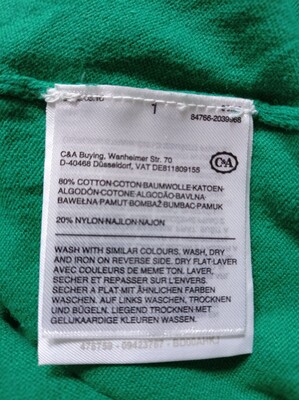 1
84768-2039968
C&A Buying, Wanheimer Str. 70
D-40468 Düsseldorf, VAT DE811809155
C&A
80% COTTON-COTON-BAUMWOLLE-KATOEN-
ALGODÓN-COTONE-ALGODÃO-BAVLNA-
BAWEŁNA-PAMUT-BOMBAŽ-BUMBAC-PAMUK
20% NYLON-NAJLON-NAJON
WASH WITH SIMILAR COLOURS, WASH, DRY
AND IRON ON REVERSE SIDE. DRY FLAT.LAVER
AVEC COULEURS DE MEME TON. LAVER,
SECHER ET REPASSER SUR L'ENVERS.
SECHER A PLAT.MIT ÄHNLICHEN FARBEN
WASCHEN. AUF LINKS WASCHEN, TROCKNEN
UND BÜGELN. LIEGEND TROCKNEN.MET
GELIJKAARDIGE KLEUREN WASSEN.